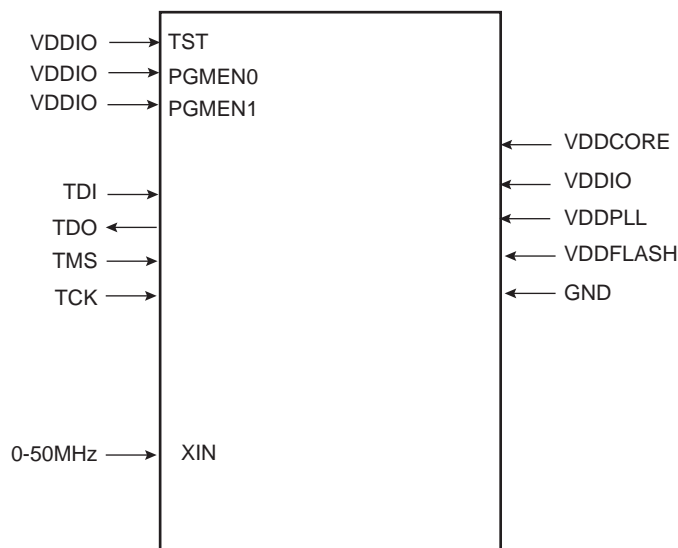 VDDIO TST
VDDIO PGMEN0
VDDIO PGMEN1
VDDCORE
VDDIO
TDI
VDDPLL
TDO
VDDFLASH
TMS
GND
TCK
0-50MHz XIN